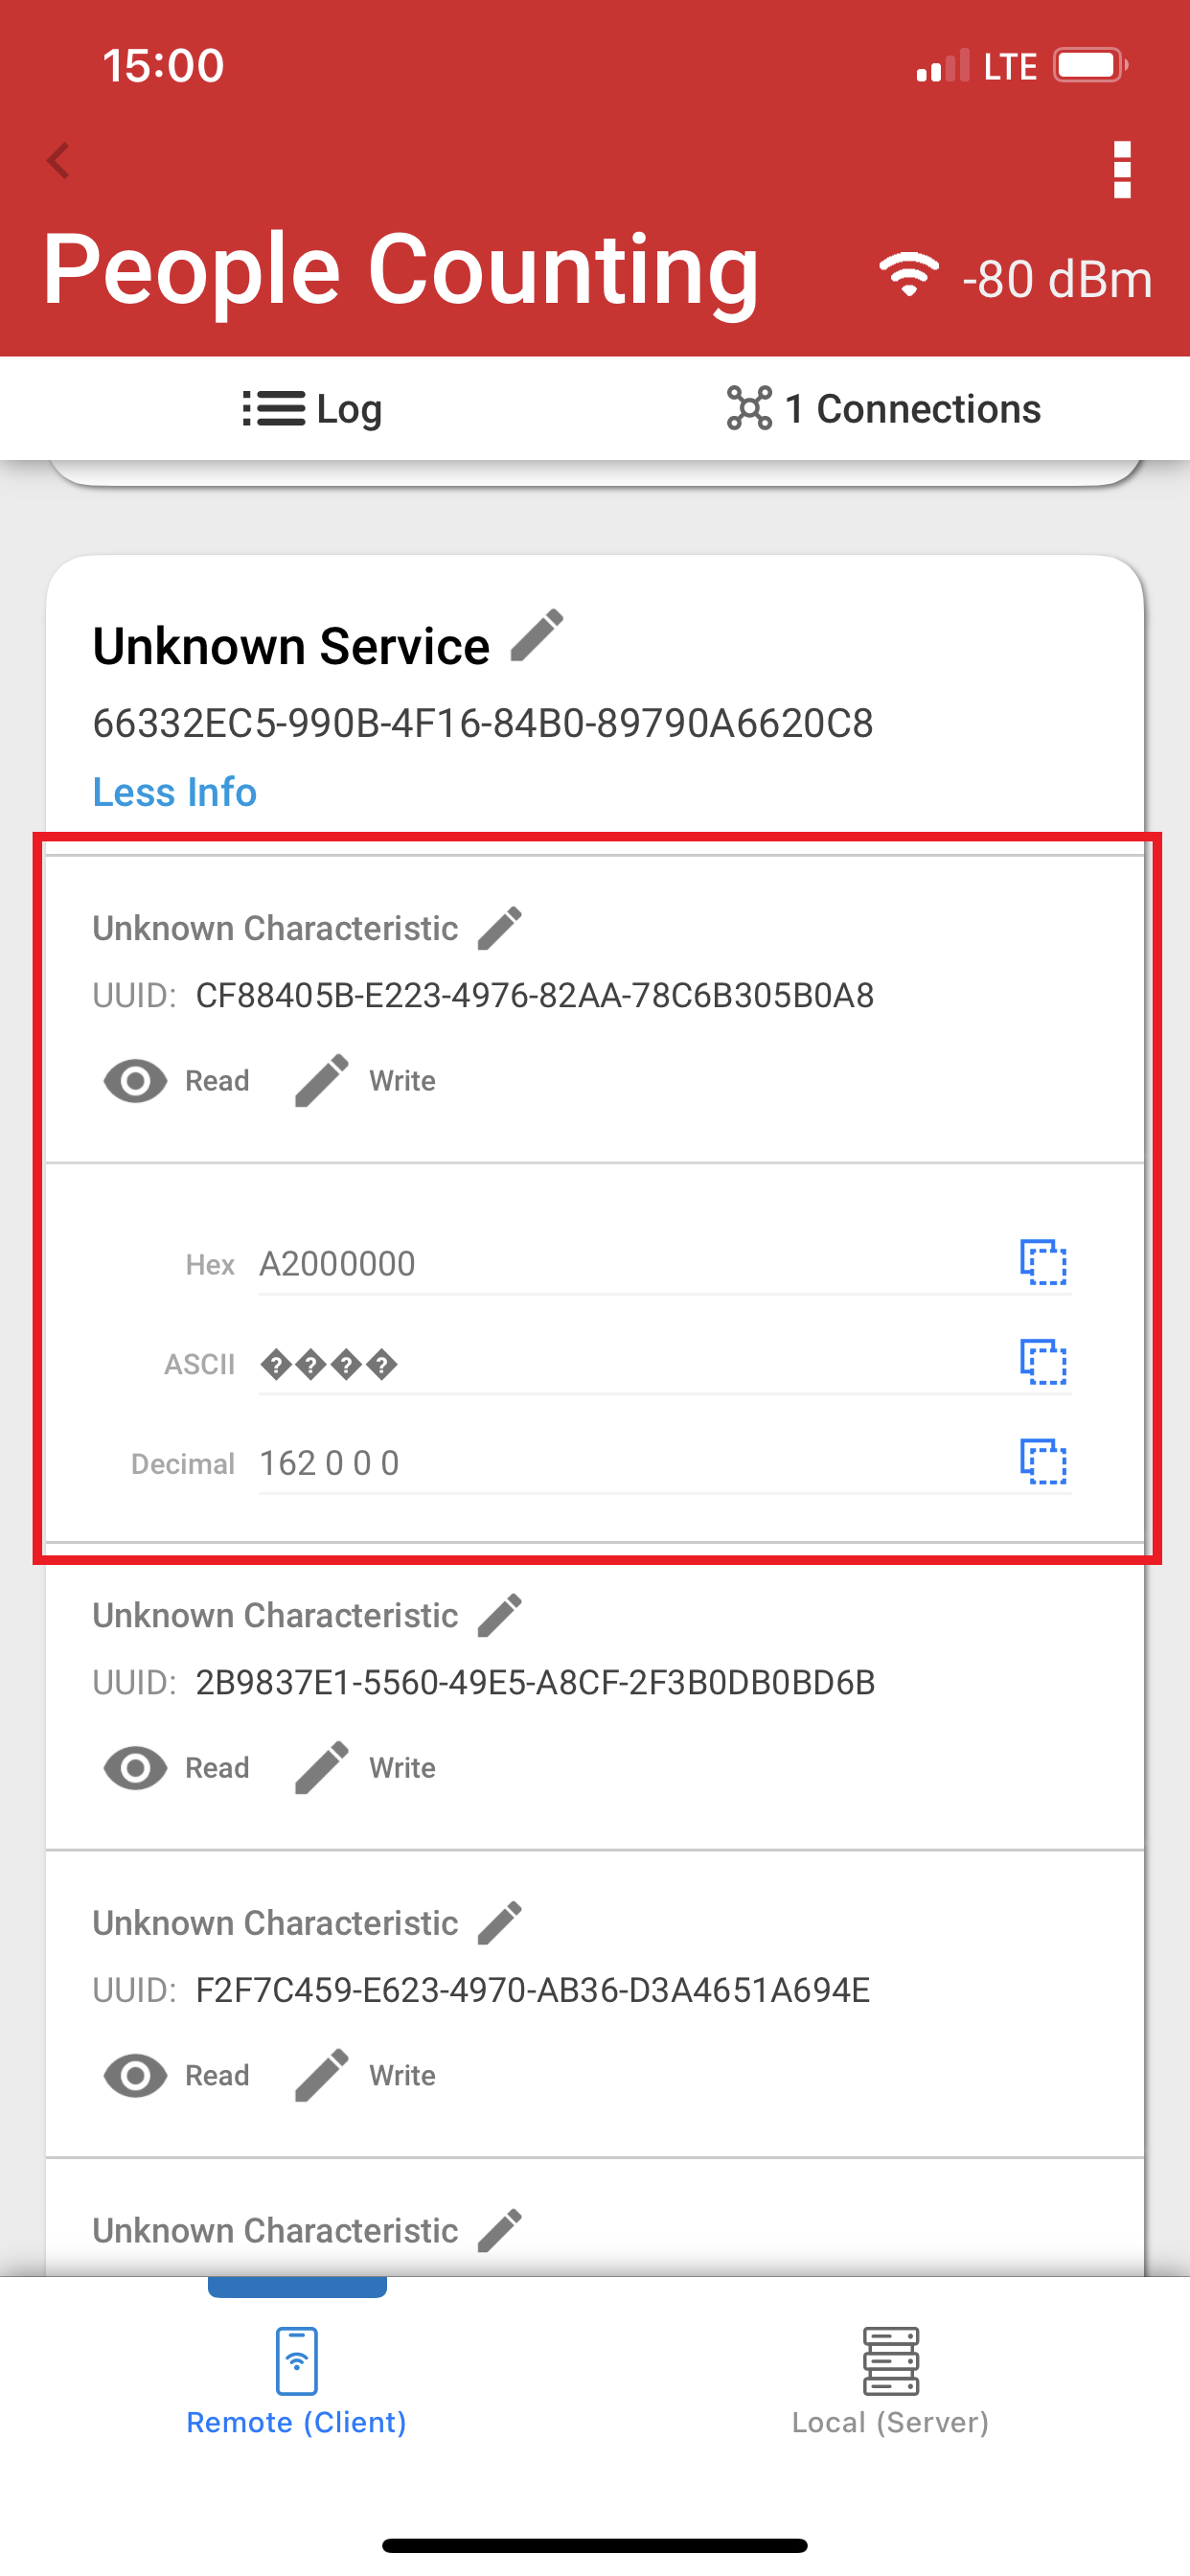 15:00 LTE
People Counting -80 dBm
Log 1 Connections
Unknown Service
66332EC5-990B-4F16-84B0-89790A6620C8
Less Info
Unknown Characteristic
UUID: CF88405B-E223-4976-82AA-78C6B305B0A8
Read Write
Hex A2000000
ASCII ����
Decimal 162 0 0 0
Unknown Characteristic
UUID: 2B9837E1-5560-49E5-A8CF-2F3B0DB0BD6B
Read Write
Unknown Characteristic
UUID: F2F7C459-E623-4970-AB36-D3A4651A694E
Read Write
Unknown Characteristic
Remote (Client) Local (Server)